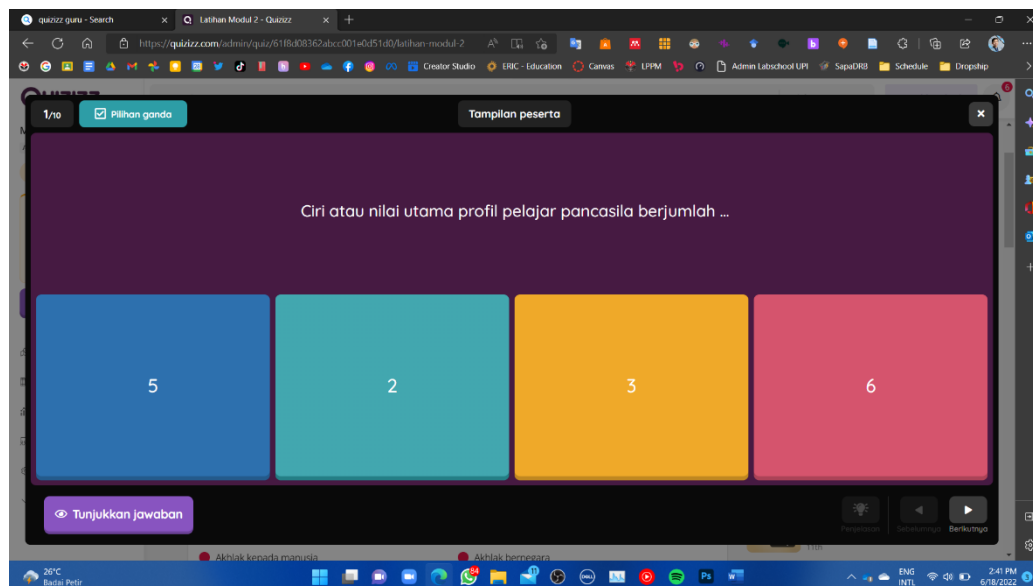 quizizz guru - Search
Latihan Modul 2 - Quizizz
https://quizizz.com/admin/quiz/61f8d08362abcc001e0d51d0/latihan-modul-2
Creator Studio
ERIC - Education
Canvas
LPPM
Admin Labschool UPI
SapaDRB
Schedule
Dropship
1/10
Pilihan ganda
Tampilan peserta
Ciri atau nilai utama profil pelajar pancasila berjumlah ...
5
2
3
6
Tunjukkan jawaban
Penjelasan
Sebelumnya
Berikutnya
Akhlak kepada manusia
Akhlak bernegara
11th
26°C
Badai Petir
ENG
INTL
2:41 PM
6/18/2022